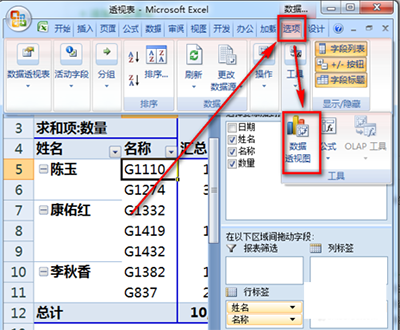 透视表 - Microsoft Excel
数据...
开始 插入 页面 公式 数据 审阅 视图 开发 办公 加载 选项 设计
数据透视表 活动字段 分组 排序... 刷新 更改数据源 操作 工具 字段列表
+/- 按钮
字段标题
排序 数据 显示/隐藏
3 求和项:数量
4 姓名 名称 汇总
5 陈玉 G1110 1
6 G1274 3
7 康佑红 G1332
8 G1419 1
9 G1432
10 李秋香 G1382 1
11 G837 2
12 总计 10
日期
姓名
名称
数量
数据透视图 公式 OLAP 工具
工具
在以下区域间拖动字段:
报表筛选 列标签
行标签
姓名
名称